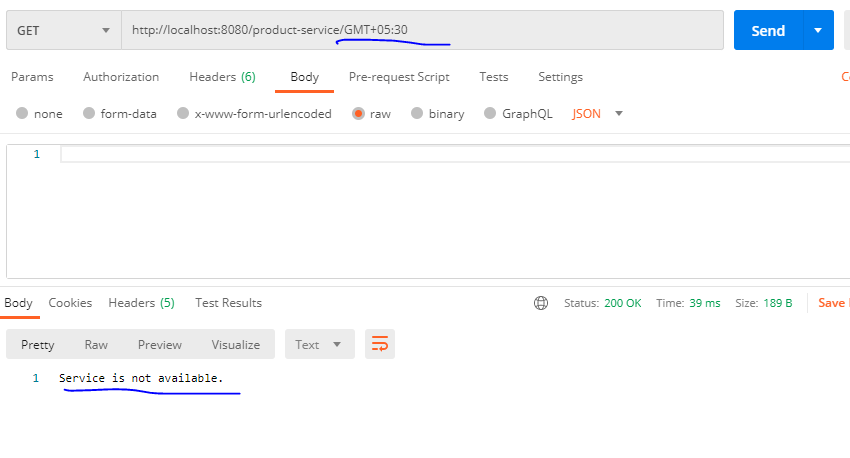 GET http://localhost:8080/product-service/GMT+05:30 Send
Params Authorization Headers (6) Body Pre-request Script Tests Settings C
none form-data x-www-form-urlencoded raw binary GraphQL JSON
1
Body Cookies Headers (5) Test Results Status: 200 OK Time: 39 ms Size: 189 B Save
Pretty Raw Preview Visualize Text
1 Service is not available.